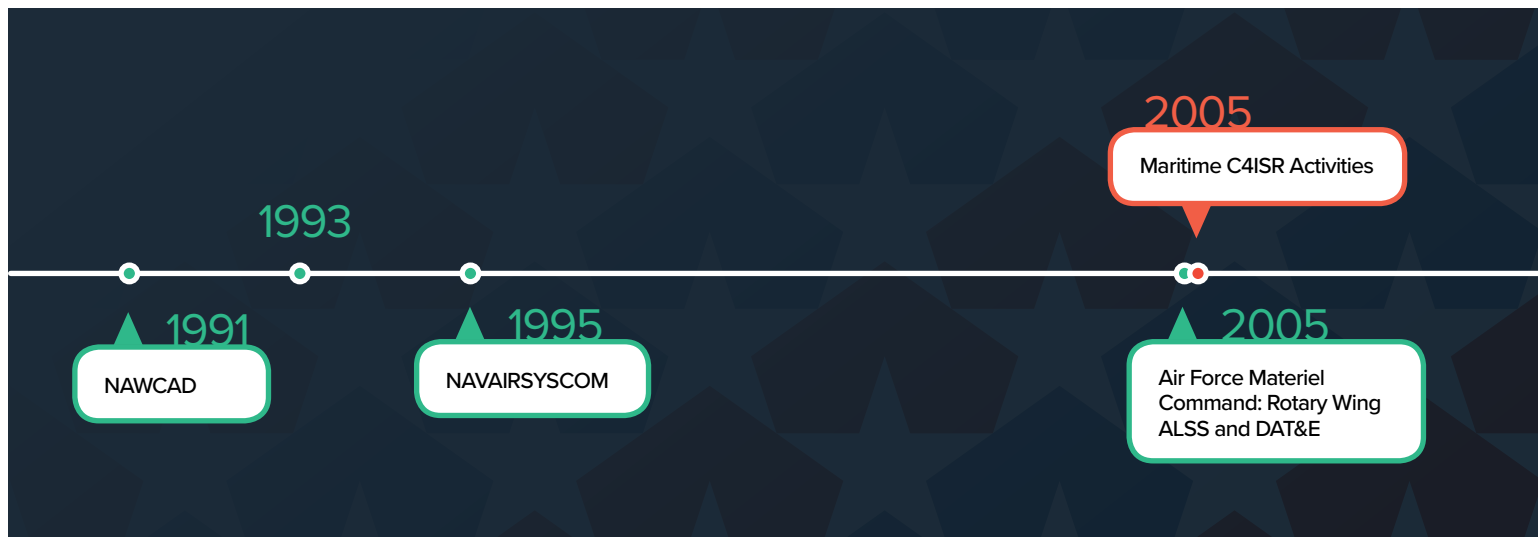 2005
Maritime C4ISR Activities
1993
1991
NAWCAD
1995
NAVAIRSYSCOM
2005
Air Force Materiel
Command: Rotary Wing
ALSS and DAT&E